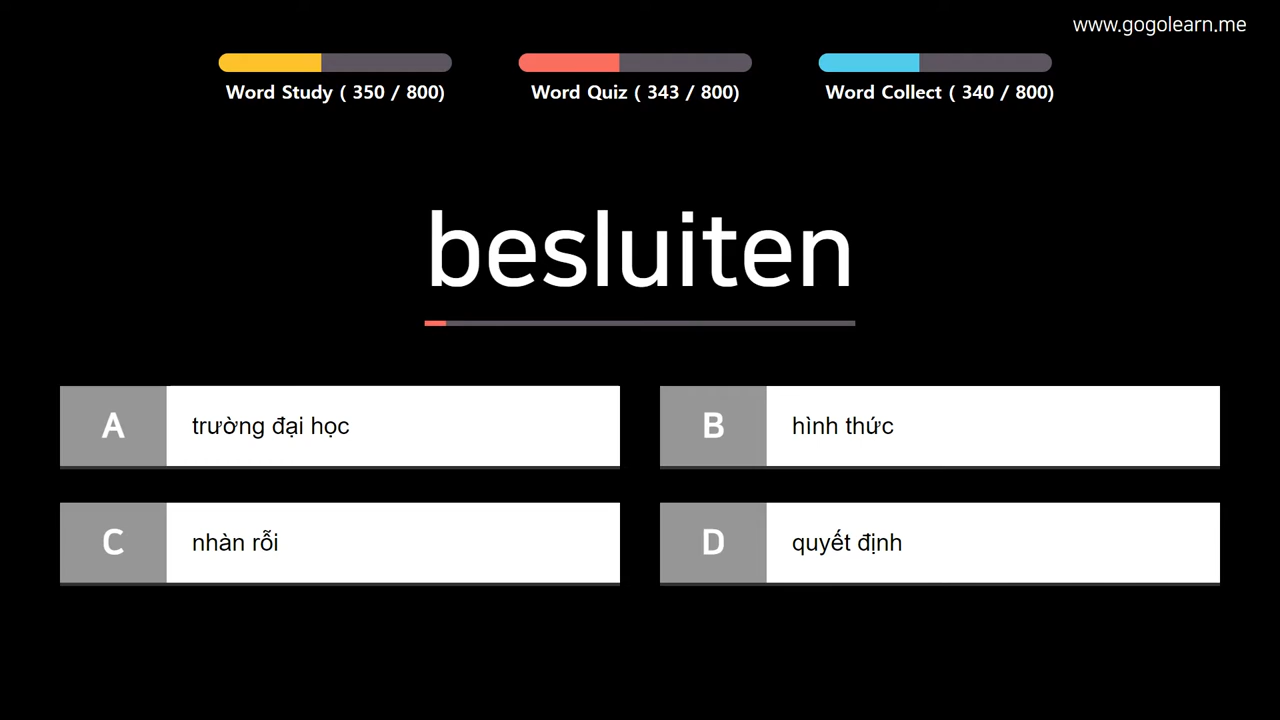 www.gogolearn.me
Word Study ( 350 / 800)
Word Quiz ( 343 / 800)
Word Collect ( 340 / 800)
besluiten
A
trường đại học
B
hình thức
C
nhàn rỗi
D
quyết định